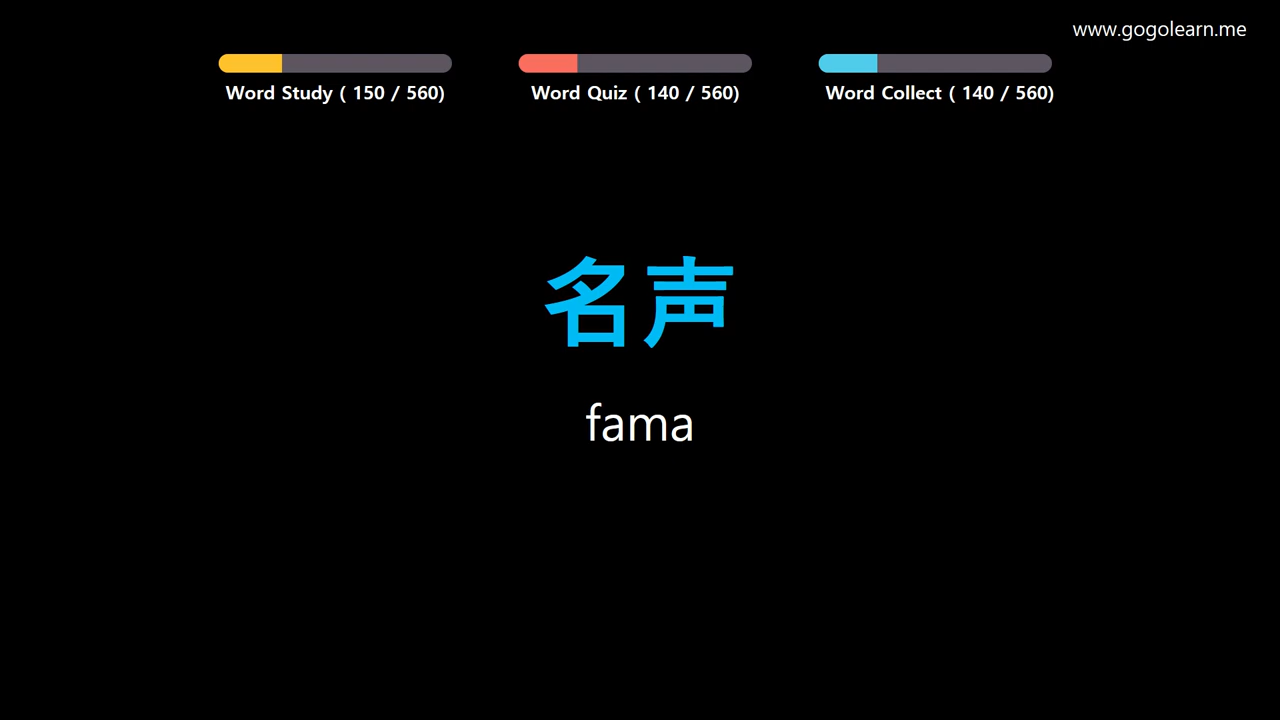 www.gogolearn.me
Word Study ( 150 / 560)
Word Quiz ( 140 / 560)
Word Collect ( 140 / 560)
名声
fama